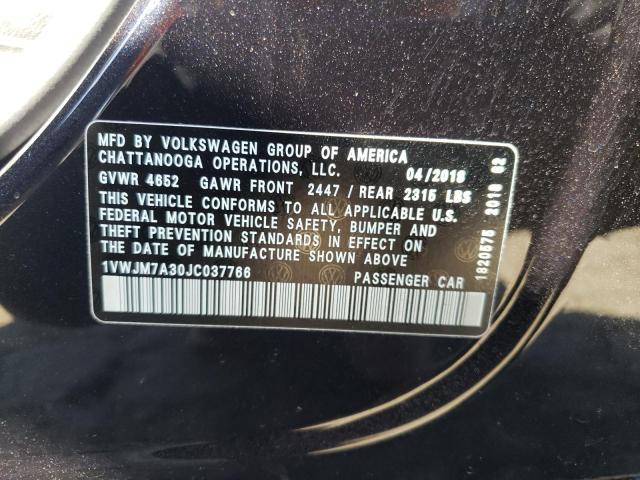 MFD BY VOLKSWAGEN GROUP OF AMERICA
CHATTANOOGA OPERATIONS, LLC. 04/2018
GVWR 4652 GAWR FRONT 2447 / REAR 2315 LBS
THIS VEHICLE CONFORMS TO ALL APPLICABLE U.S.
FEDERAL MOTOR VEHICLE SAFETY, BUMPER AND
THEFT PREVENTION STANDARDS IN EFFECT ON
THE DATE OF MANUFACTURE SHOWN ABOVE
1VWJM7A30JC037766 PASSENGER CAR
1820575 2018 02